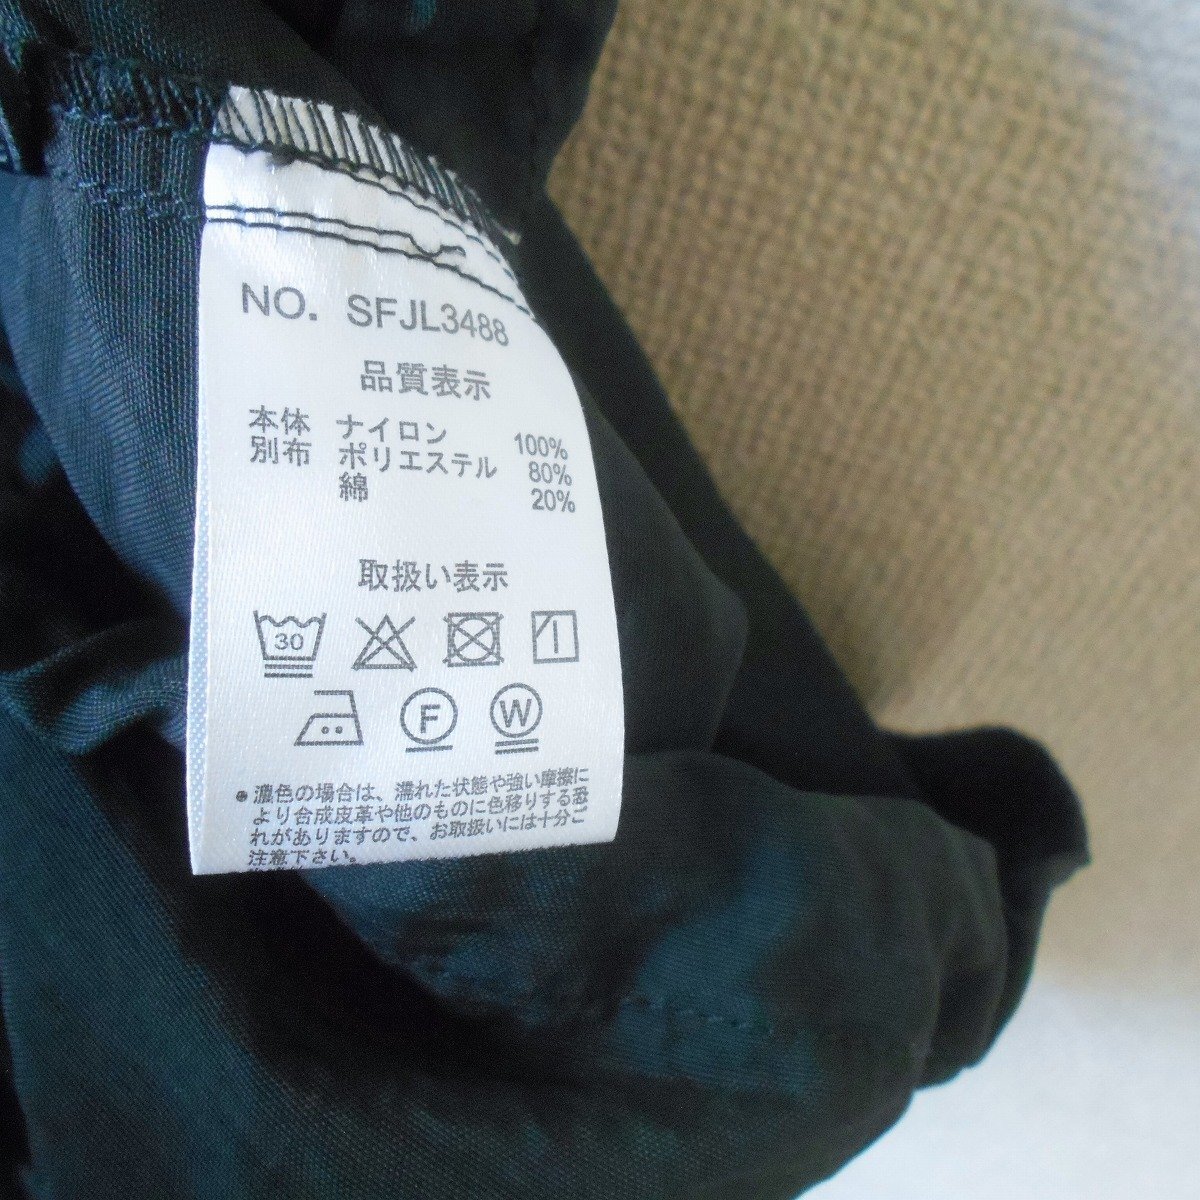 NO. SFJL3488
品質表示
本体 ナイロン 100%
別布 ポリエステル 80%
綿 20%
取扱い表示
30
F W
●濃色の場合は、濡れた状態や強い摩擦に
より合成皮革や他のものに色移りする恐
れがありますので、お取扱いには十分ご
注意下さい。